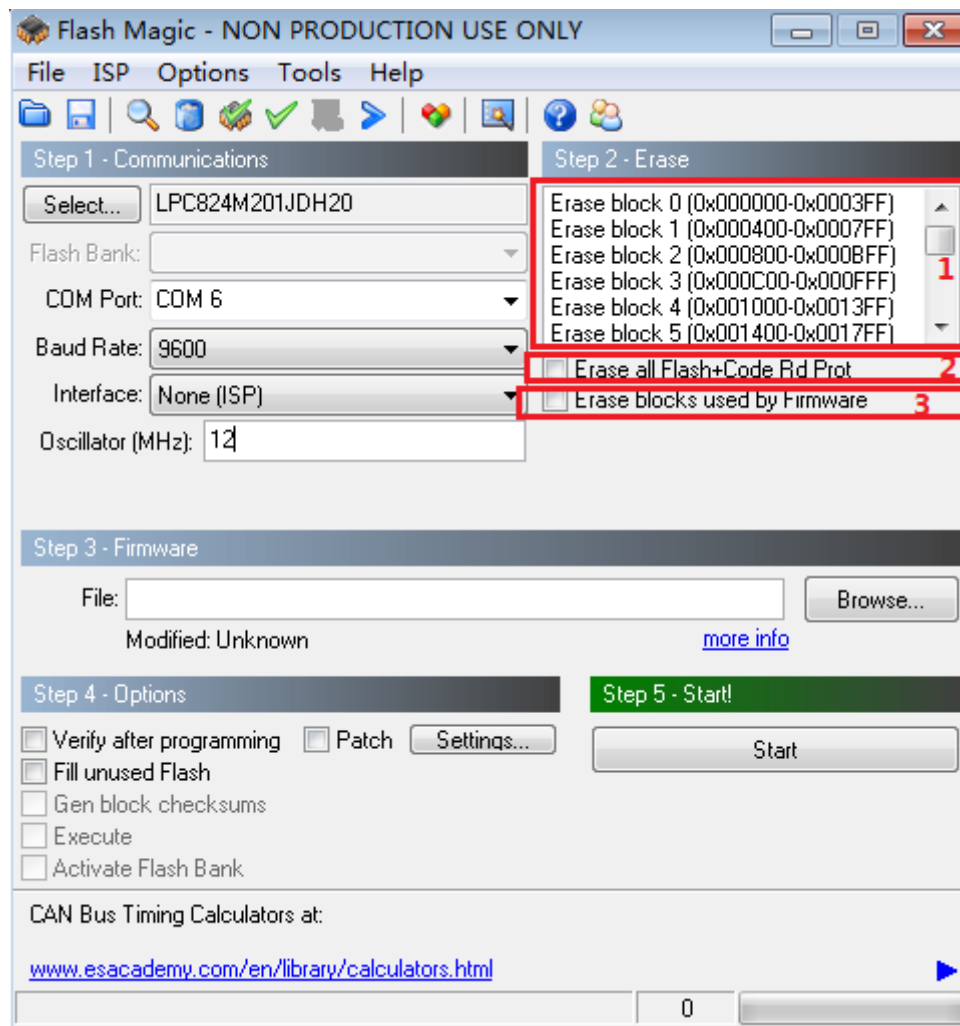 Flash Magic - NON PRODUCTION USE ONLY
File ISP Options Tools Help
Step 1 - Communications
Select... LPC824M201JDH20
Flash Bank:
COM Port: COM 6
Baud Rate: 9600
Interface: None (ISP)
Oscillator (MHz): 12
Step 2 - Erase
Erase block 0 (0x000000-0x0003FF)
Erase block 1 (0x000400-0x0007FF)
Erase block 2 (0x000800-0x000BFF)
Erase block 3 (0x000C00-0x000FFF)
Erase block 4 (0x001000-0x0013FF)
Erase block 5 (0x001400-0x0017FF)
1
Erase all Flash+Code Rd Prot 2
Erase blocks used by Firmware 3
Step 3 - Firmware
File: Browse...
Modified: Unknown more info
Step 4 - Options
Verify after programming Patch Settings...
Fill unused Flash
Gen block checksums
Execute
Activate Flash Bank
Step 5 - Start!
Start
CAN Bus Timing Calculators at:
www.esacademy.com/en/library/calculators.html
0